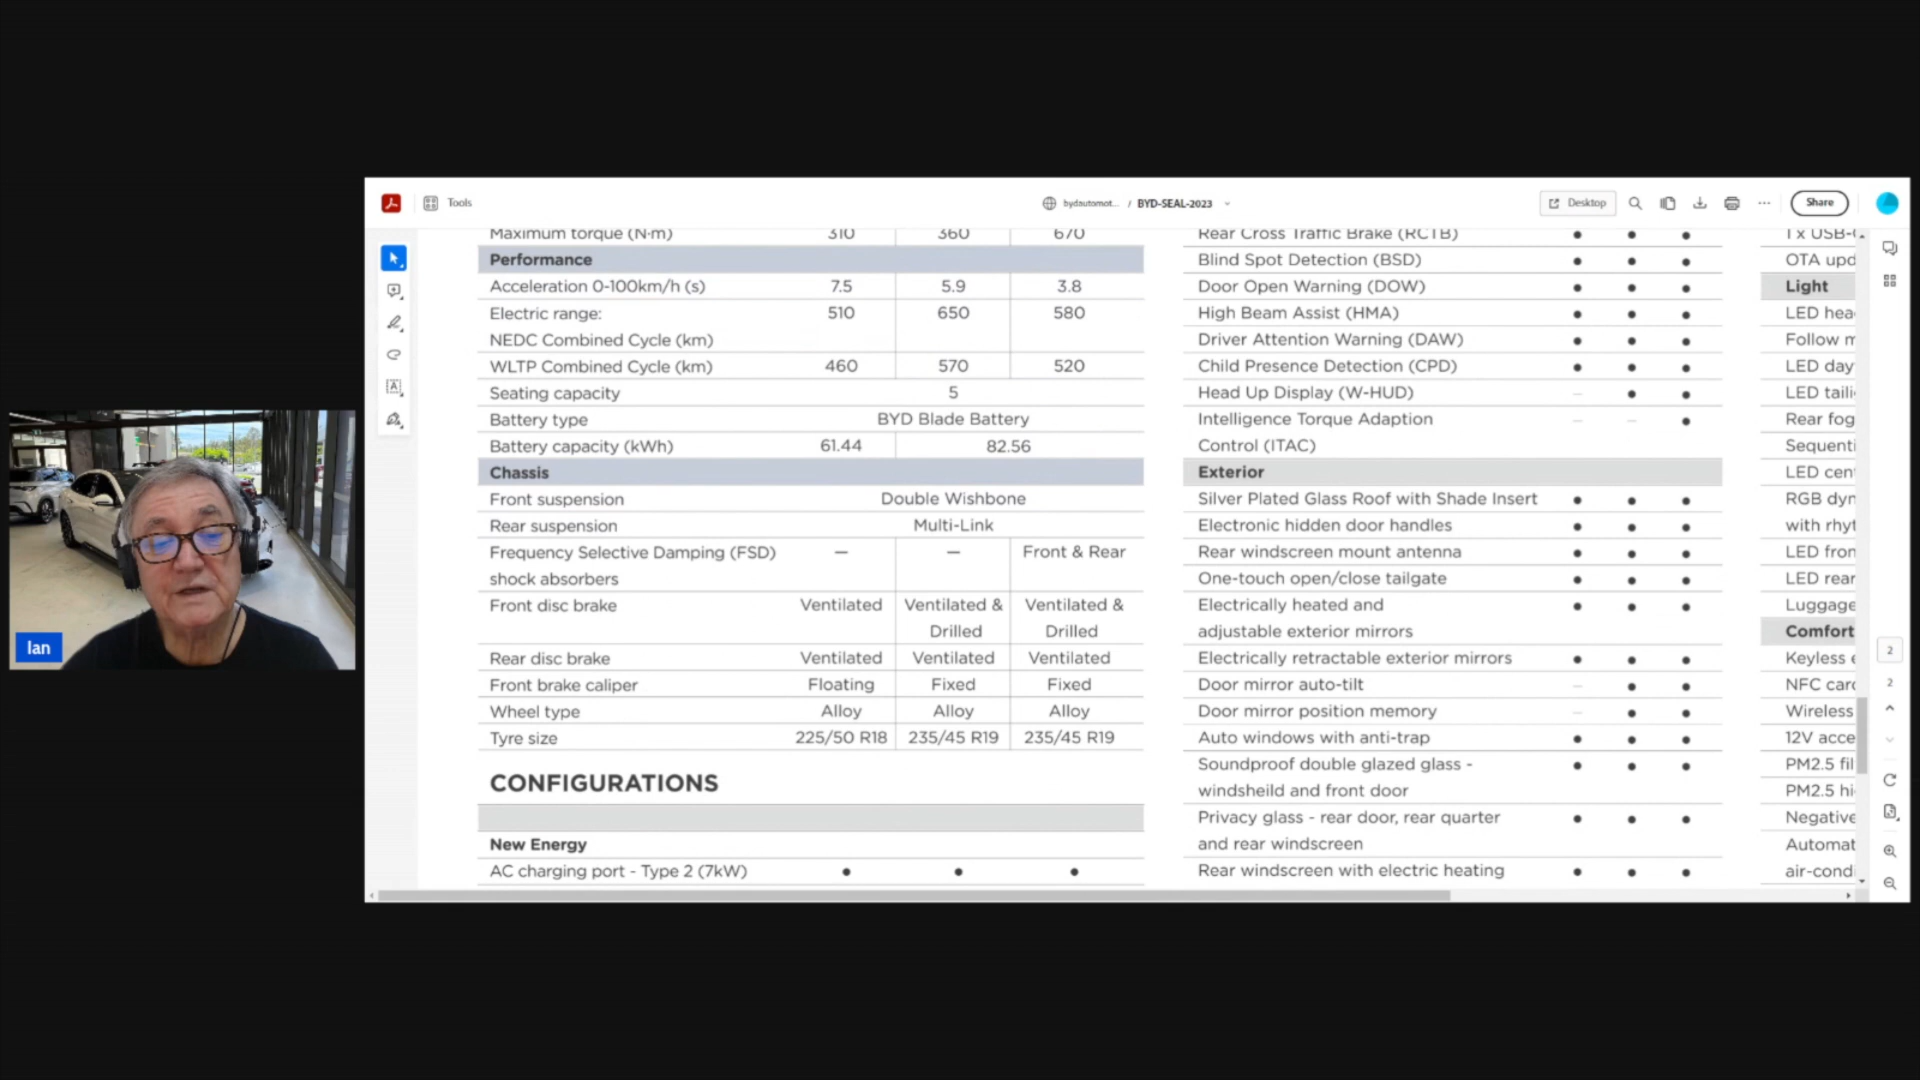 Tools
bydautomot... / BYD-SEAL-2023
Desktop
Share
Maximum torque (N·m) 310 360 670
Performance
Acceleration 0-100km/h (s) 7.5 5.9 3.8
Electric range: 510 650 580
NEDC Combined Cycle (km)
WLTP Combined Cycle (km) 460 570 520
Seating capacity 5
Battery type BYD Blade Battery
Battery capacity (kWh) 61.44 82.56
Chassis
Front suspension Double Wishbone
Rear suspension Multi-Link
Frequency Selective Damping (FSD) — — Front & Rear
shock absorbers
Front disc brake Ventilated Ventilated & Ventilated &
Drilled Drilled
Rear disc brake Ventilated Ventilated Ventilated
Front brake caliper Floating Fixed Fixed
Wheel type Alloy Alloy Alloy
Tyre size 225/50 R18 235/45 R19 235/45 R19
CONFIGURATIONS
New Energy
AC charging port - Type 2 (7kW) ● ● ●
Rear Cross Traffic Brake (RCTB) ● ● ●
Blind Spot Detection (BSD) ● ● ●
Door Open Warning (DOW) ● ● ●
High Beam Assist (HMA) ● ● ●
Driver Attention Warning (DAW) ● ● ●
Child Presence Detection (CPD) ● ● ●
Head Up Display (W-HUD) – ● ●
Intelligence Torque Adaption – – ●
Control (ITAC)
Exterior
Silver Plated Glass Roof with Shade Insert ● ● ●
Electronic hidden door handles ● ● ●
Rear windscreen mount antenna ● ● ●
One-touch open/close tailgate ● ● ●
Electrically heated and ● ● ●
adjustable exterior mirrors
Electrically retractable exterior mirrors ● ● ●
Door mirror auto-tilt – ● ●
Door mirror position memory – ● ●
Auto windows with anti-trap ● ● ●
Soundproof double glazed glass - ● ● ●
windsheild and front door
Privacy glass - rear door, rear quarter ● ● ●
and rear windscreen
Rear windscreen with electric heating ● ● ●
1 x USB-
OTA upd
Light
LED hea
Follow m
LED day
LED taili
Rear fog
Sequenti
LED cen
RGB dyn
with rhyt
LED fron
LED rear
Luggage
Comfort
Keyless e
NFC card
Wireless
12V acce
PM2.5 fil
PM2.5 hi
Negative
Automat
air-condi
2
2
Ian